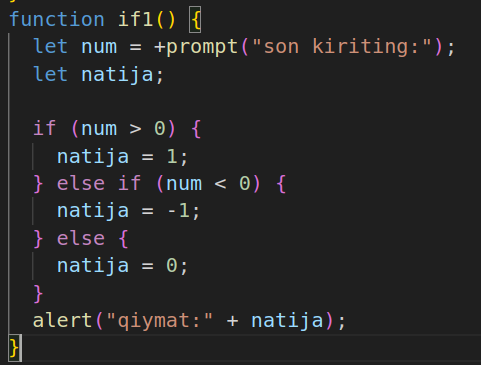 function if1() {
  let num = +prompt("son kiriting:");
  let natija;

  if (num > 0) {
    natija = 1;
  } else if (num < 0) {
    natija = -1;
  } else {
    natija = 0;
  }
  alert("qiymat:" + natija);
}